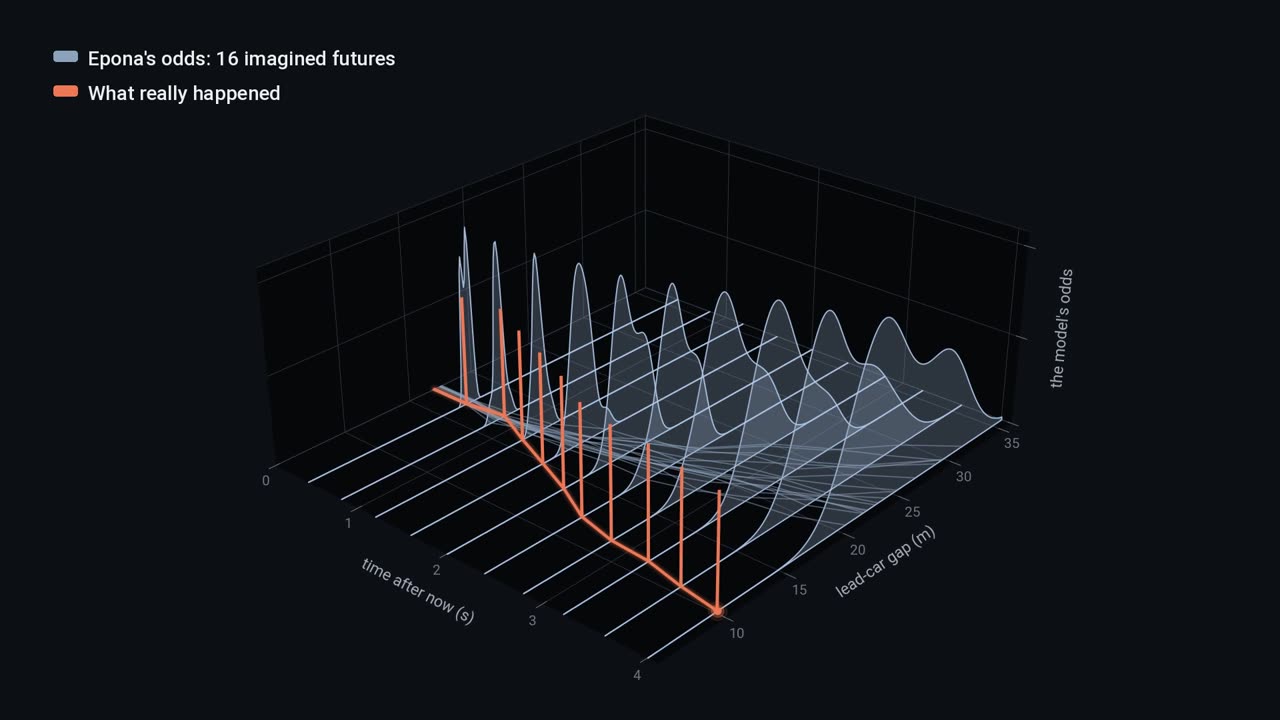 Epona's odds: 16 imagined futures
What really happened
the model's odds
35
30
25
20
15
10
lead-car gap (m)
0
1
2
3
4
time after now (s)